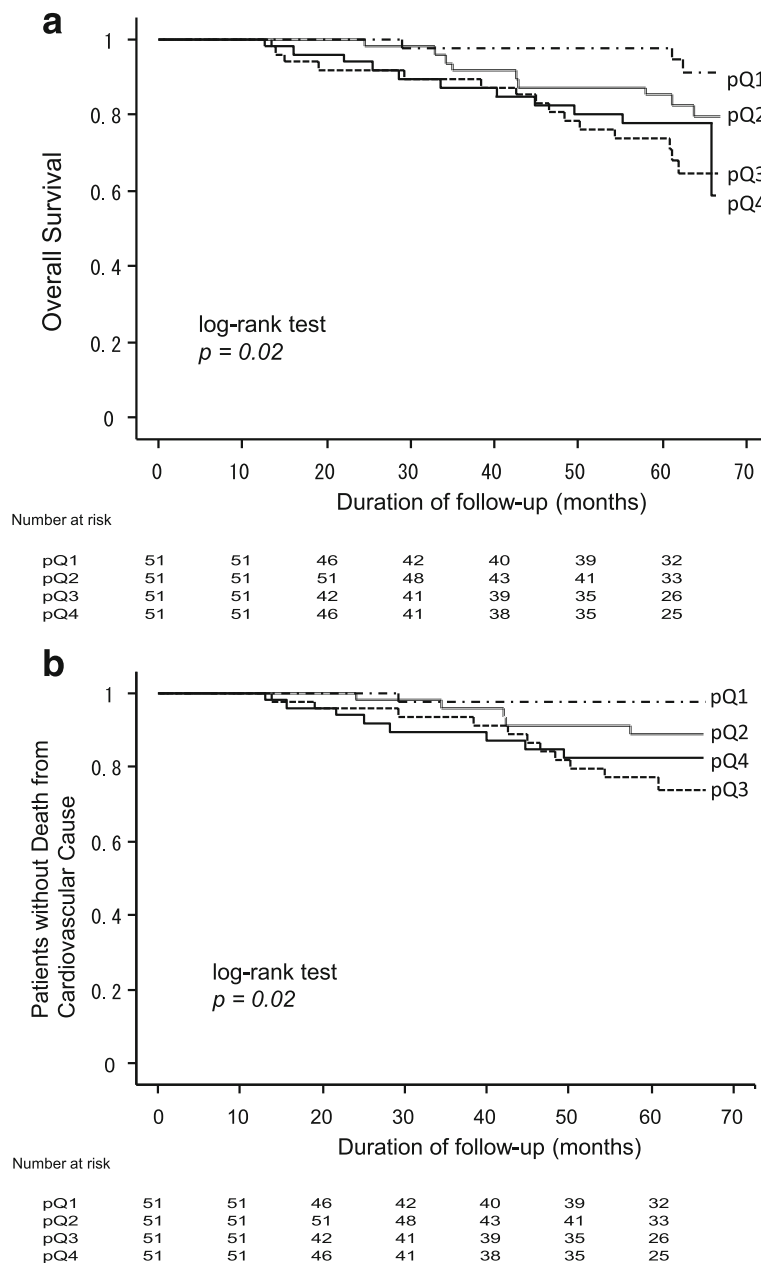 a
1
0.8
0.6
0.4
0.2
0
Overall Survival
pQ1
pQ2
pQ3
pQ4
log-rank test
p = 0.02
0 10 20 30 40 50 60 70
Duration of follow-up (months)
Number at risk
pQ1 51 51 46 42 40 39 32
pQ2 51 51 51 48 43 41 33
pQ3 51 51 42 41 39 35 26
pQ4 51 51 46 41 38 35 25
b
1
0.8
0.6
0.4
0.2
0
Patients without Death from
Cardiovascular Cause
pQ1
pQ2
pQ4
pQ3
log-rank test
p = 0.02
0 10 20 30 40 50 60 70
Duration of follow-up (months)
Number at risk
pQ1 51 51 46 42 40 39 32
pQ2 51 51 51 48 43 41 33
pQ3 51 51 42 41 39 35 26
pQ4 51 51 46 41 38 35 25